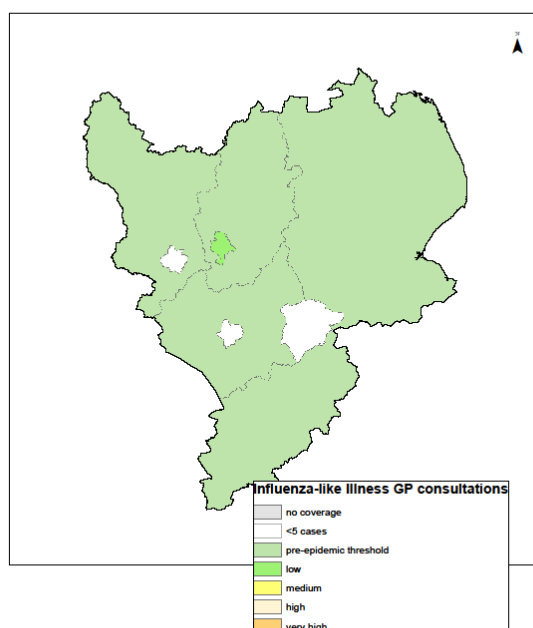 N
Influenza-like Illness GP consultations
no coverage
<5 cases
pre-epidemic threshold
low
medium
high
very high